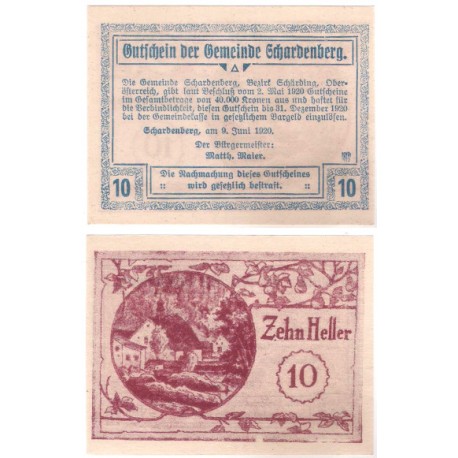 Gutschein der Gemeinde Schardenberg.
Die Gemeinde Schardenberg, Bezirk Schärding, Ober-
österreich, gibt laut Beschluß vom 2. Mai 1920 Gutscheine
im Gesamtbetrage von 40.000 Kronen aus und haftet für
die Verbindlichkeit, diesen Gutschein bis 31. Dezember 1920
bei der Gemeindekasse in gesetzlichem Bargeld einzulösen.
Schardenberg, am 9. Juni 1920.
Der Bürgermeister:
Matth. Maier.
10 Die Nachmachung dieses Gutscheines 10
:: wird gesetzlich bestraft. ::
Zehn Heller
10